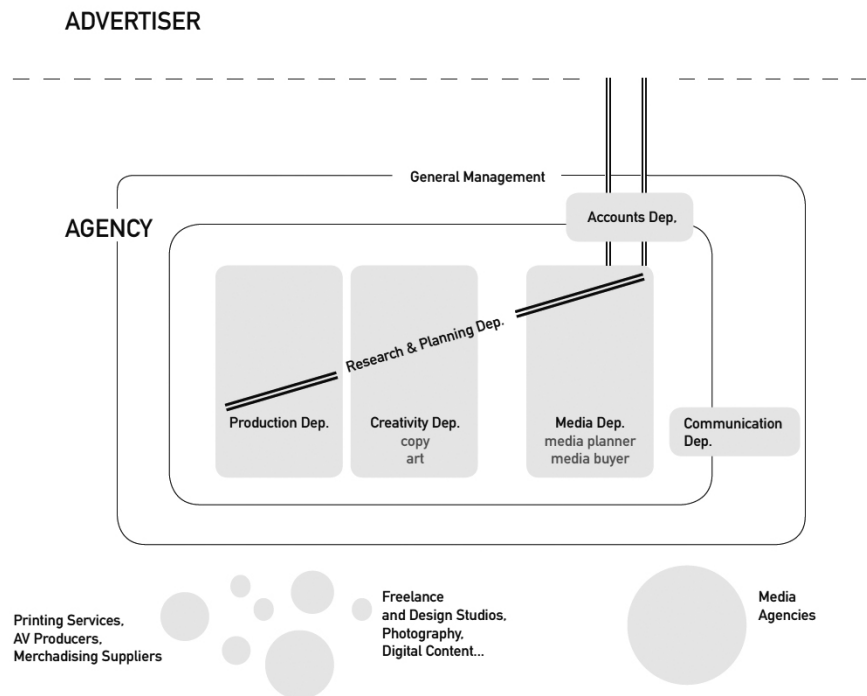 ADVERTISER
General Management
Accounts Dep.
AGENCY
Research & Planning Dep.
Production Dep.
Creativity Dep.
copy
art
Media Dep.
media planner
media buyer
Communication
Dep.
Printing Services,
AV Producers,
Merchadising Suppliers
Freelance
and Design Studios,
Photography,
Digital Content...
Media
Agencies